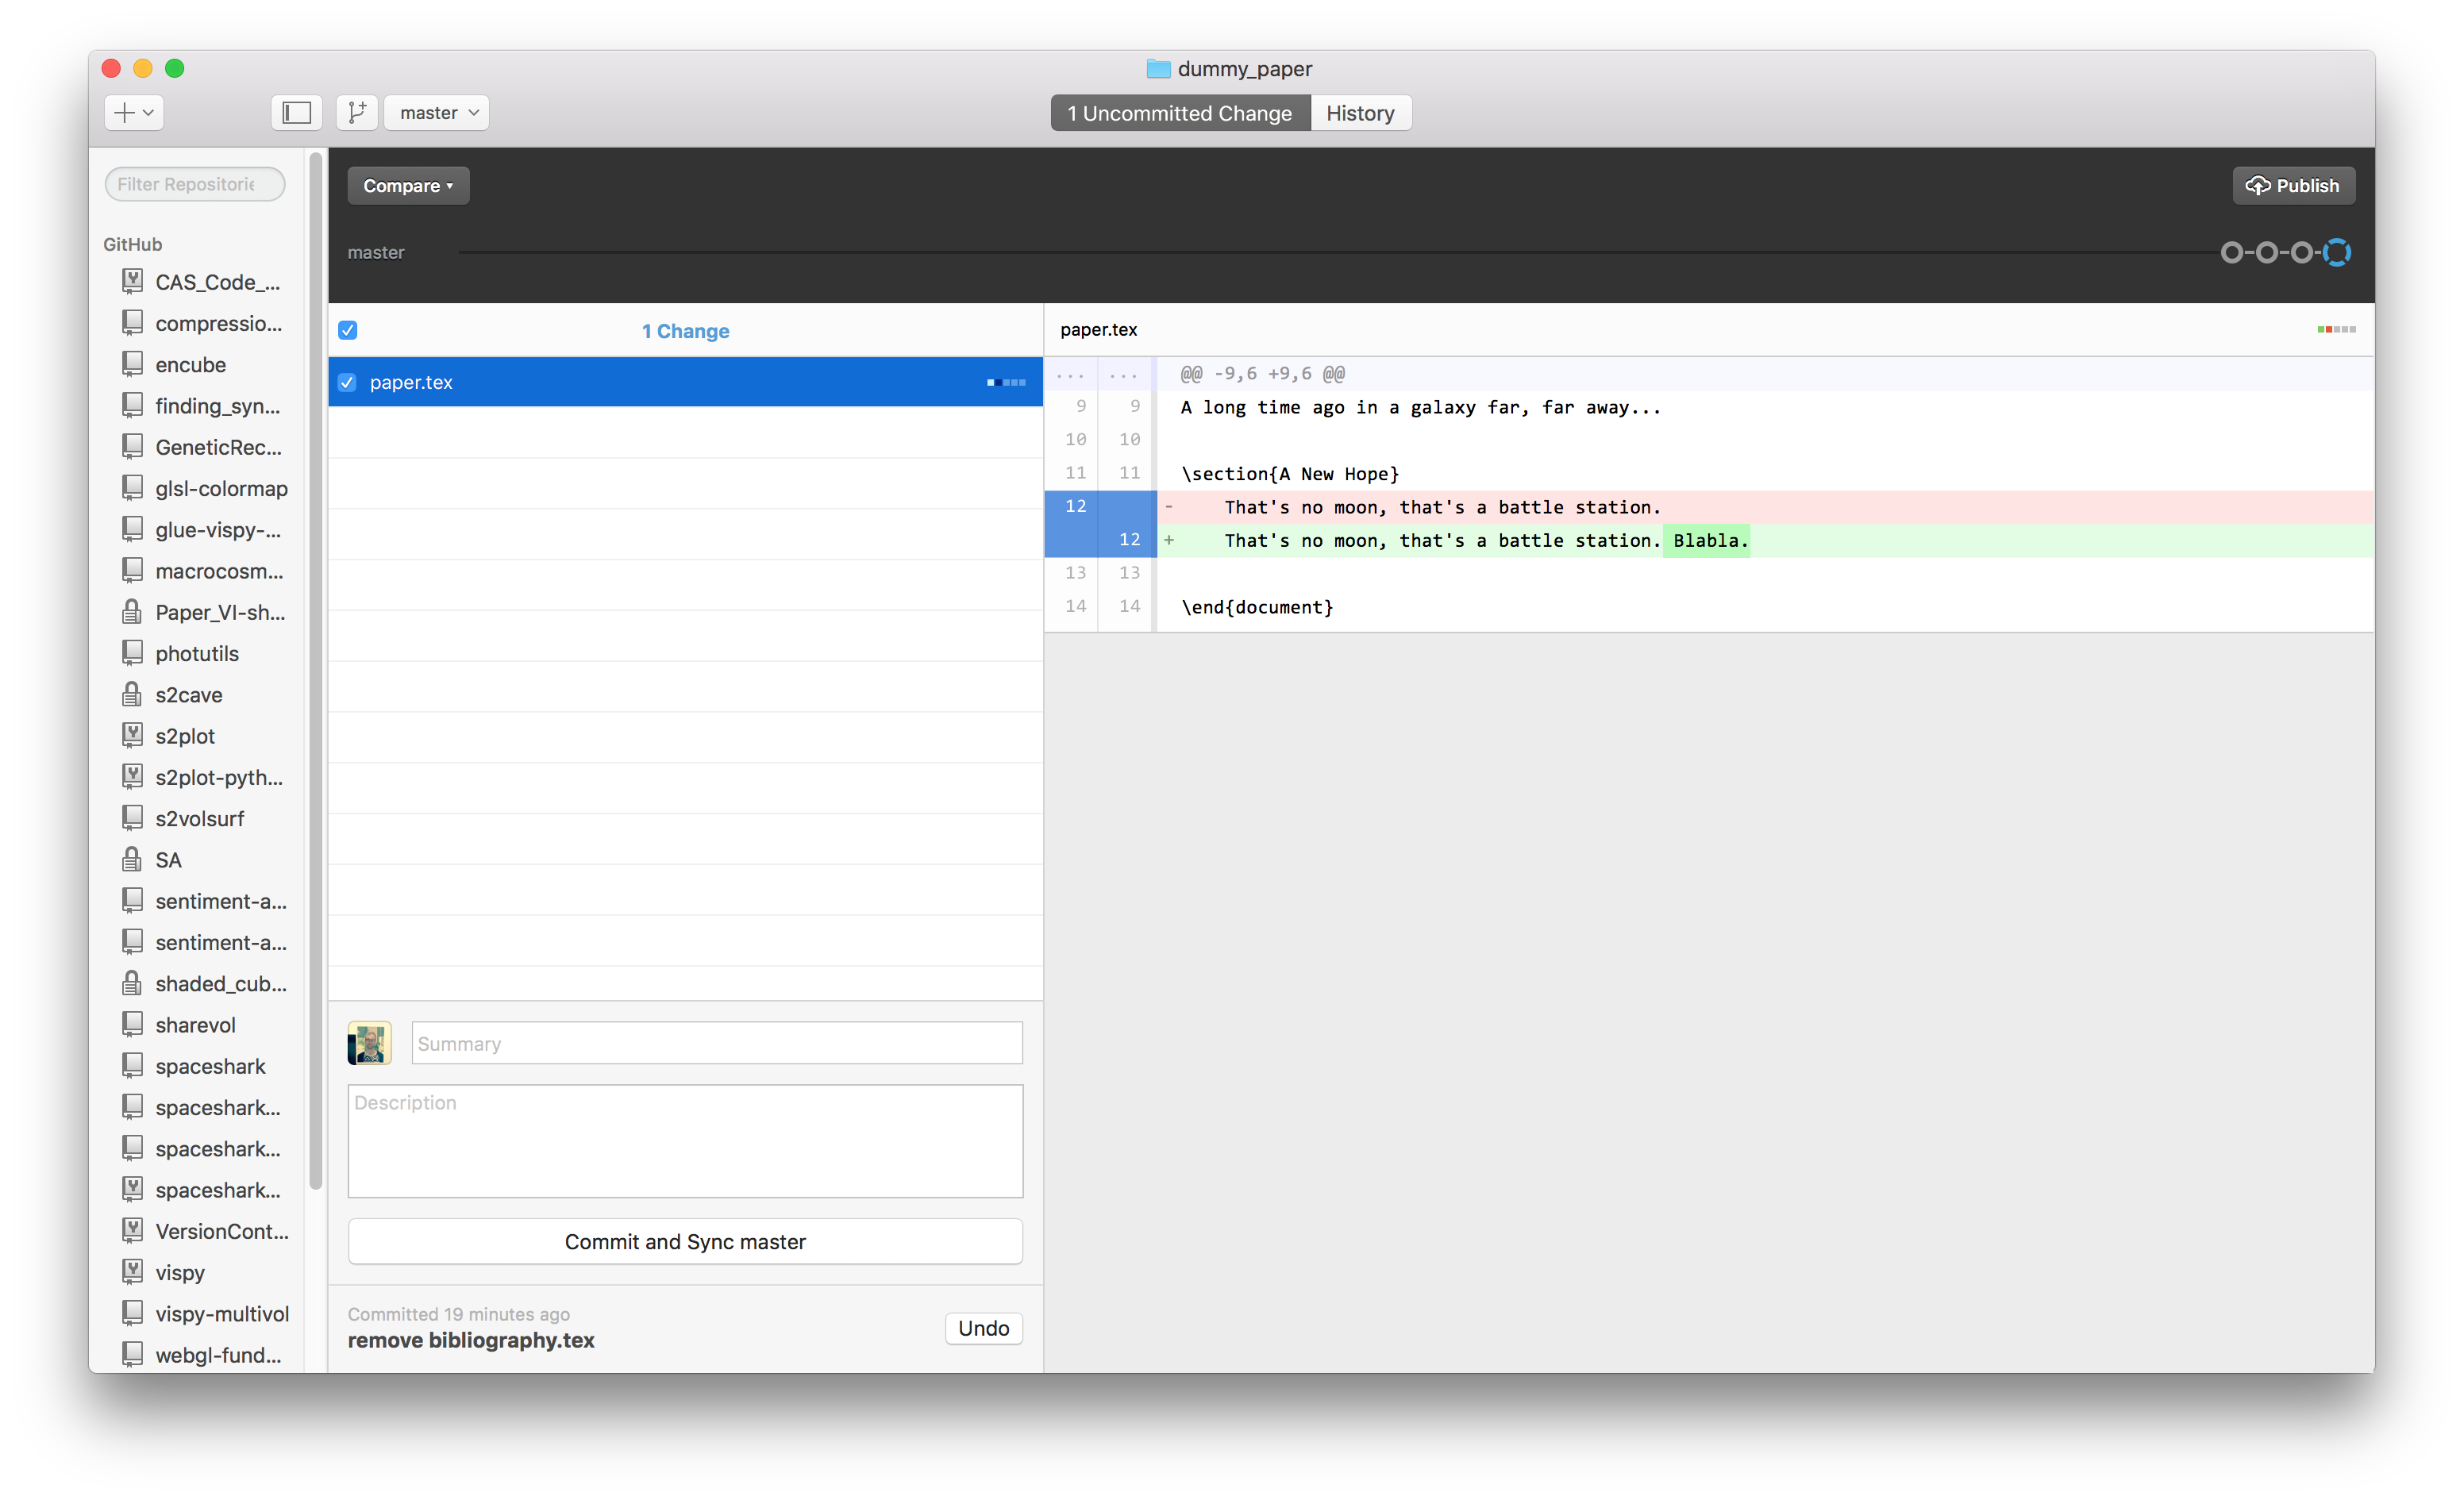 dummy_paper
master
1 Uncommitted Change
History
Filter Repositorie
GitHub
CAS_Code_...
compressio...
encube
finding_syn...
GeneticRec...
glsl-colormap
glue-vispy-...
macrocosm...
Paper_VI-sh...
photutils
s2cave
s2plot
s2plot-pyth...
s2volsurf
SA
sentiment-a...
sentiment-a...
shaded_cub...
sharevol
spaceshark
spaceshark...
spaceshark...
spaceshark...
VersionCont...
vispy
vispy-multivol
webgl-fund...
Compare
Publish
master
1 Change
paper.tex
Summary
Description
Commit and Sync master
Committed 19 minutes ago
remove bibliography.tex
Undo
paper.tex
... ... @@ -9,6 +9,6 @@
9 9 A long time ago in a galaxy far, far away...
10 10
11 11 \section{A New Hope}
12 - That's no moon, that's a battle station.
12 + That's no moon, that's a battle station. Blabla.
13 13
14 14 \end{document}